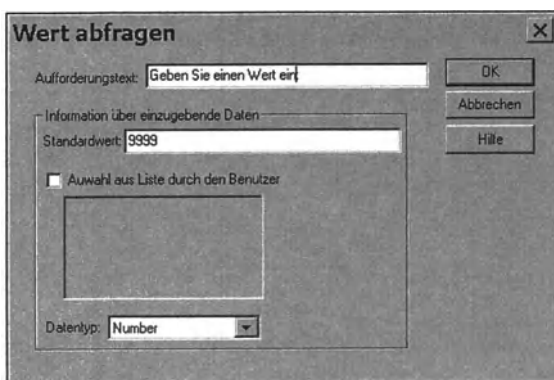 Wert abfragen
Aufforderungstext: Geben Sie einen Wert ein:
OK
Abbrechen
Hilfe
Information über einzugebende Daten
Standardwert: 9999
Auwahl aus Liste durch den Benutzer
Datentyp: Number